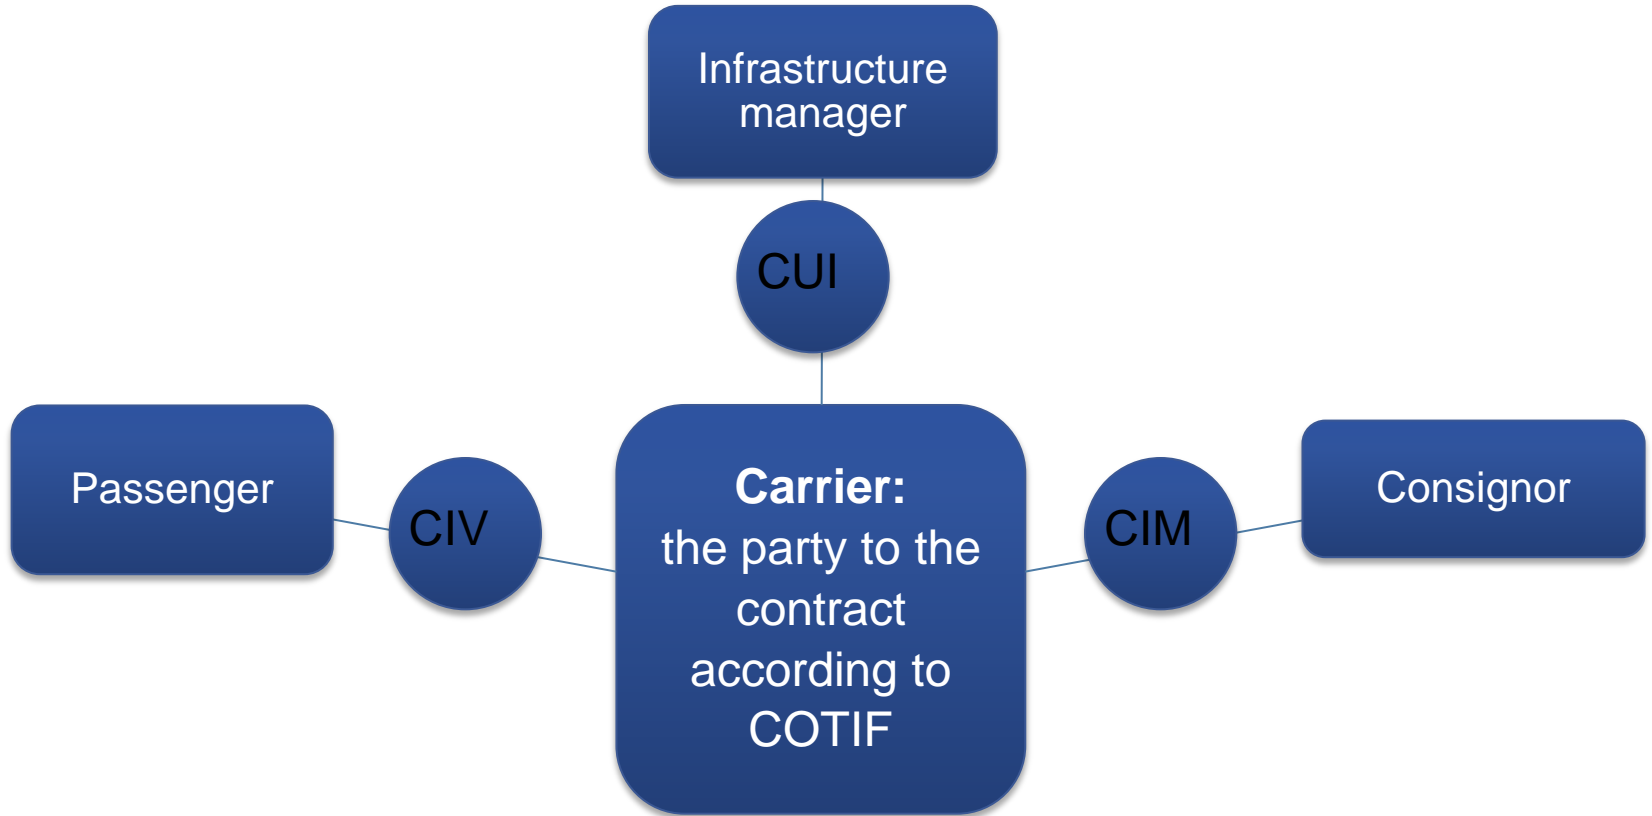 Infrastructure
manager
CUI
Passenger
CIV
Carrier:
the party to the
contract
according to
COTIF
CIM
Consignor